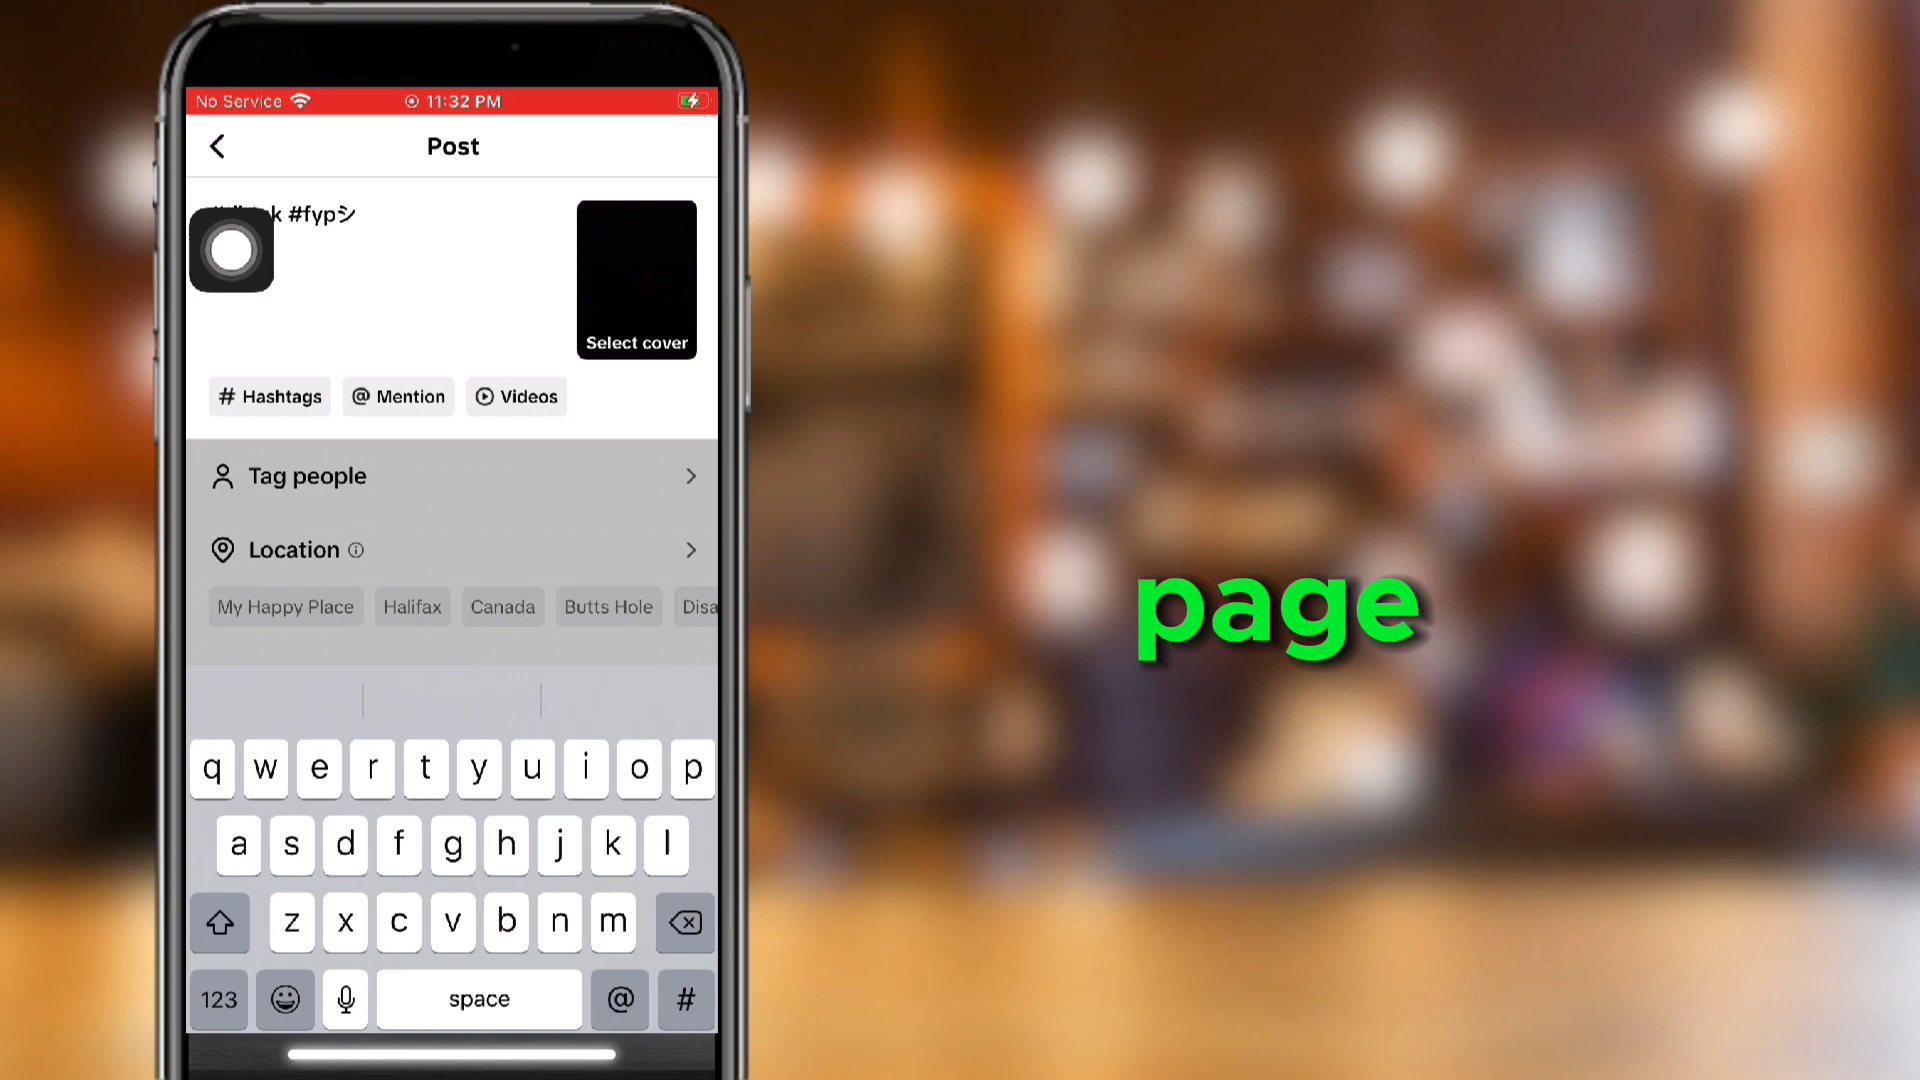 No Service 11:32 PM
Post
#fypシ
Select cover
# Hashtags @ Mention Videos
Tag people
Location
My Happy Place Halifax Canada Butts Hole
page
q w e r t y u i o p
a s d f g h j k l
z x c v b n m
123 space @ #